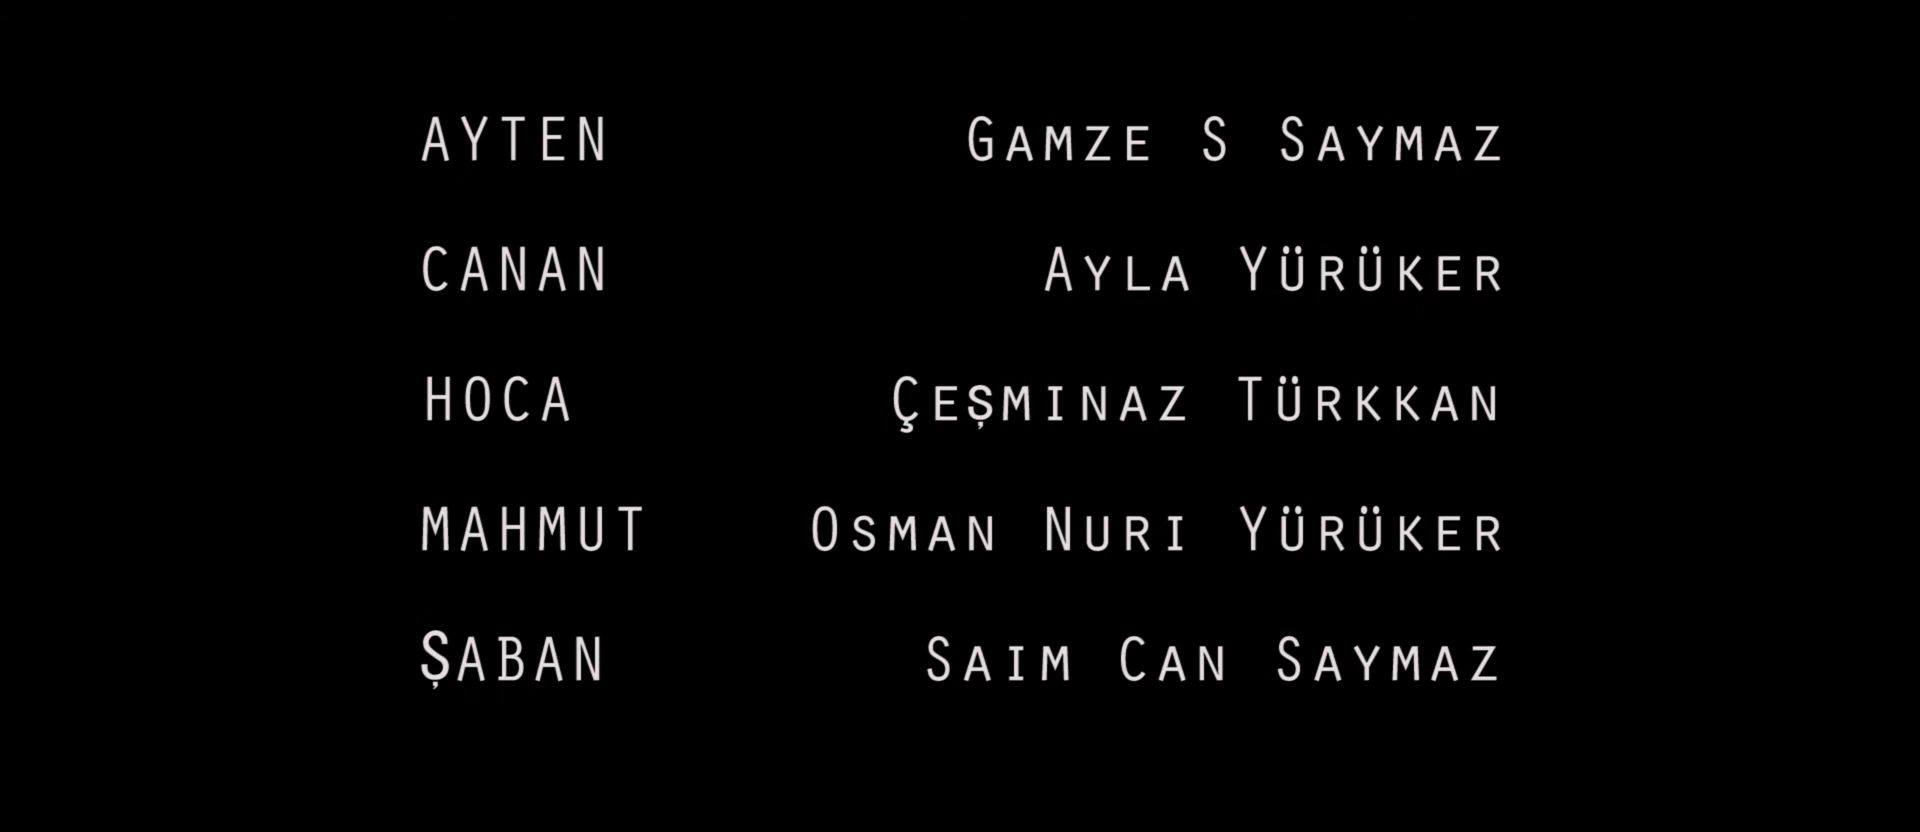 AYTEN GAMZE S SAYMAZ
CANAN AYLA YÜRÜKER
HOCA ÇEŞMINAZ TÜRKKAN
MAHMUT OSMAN NURI YÜRÜKER
ŞABAN SAIM CAN SAYMAZ